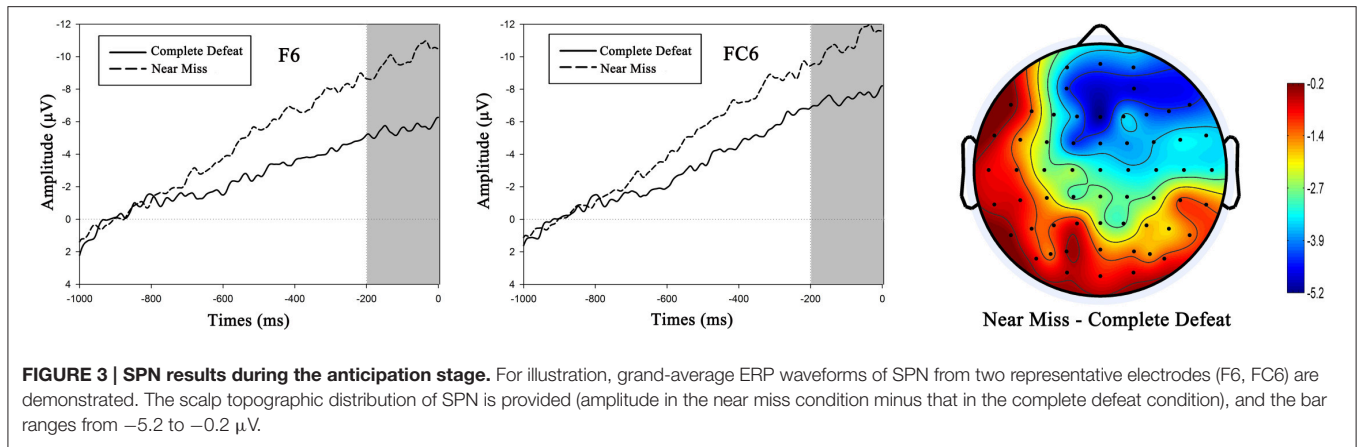 -12
-10
-8
-6
-4
-2
0
2
4
Amplitude (µV)
Complete Defeat
Near Miss
F6
-1000 -800 -600 -400 -200 0
Times (ms)
-12
-10
-8
-6
-4
-2
0
2
4
Amplitude (µV)
Complete Defeat
Near Miss
FC6
-1000 -800 -600 -400 -200 0
Times (ms)
-0.2
-1.4
-2.7
-3.9
-5.2
Near Miss - Complete Defeat
FIGURE 3 | SPN results during the anticipation stage. For illustration, grand-average ERP waveforms of SPN from two representative electrodes (F6, FC6) are
demonstrated. The scalp topographic distribution of SPN is provided (amplitude in the near miss condition minus that in the complete defeat condition), and the bar
ranges from −5.2 to −0.2 µV.